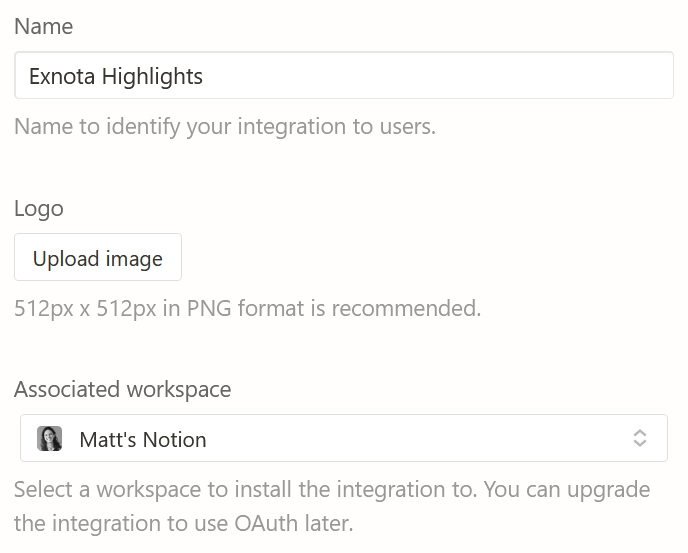 Name
Exnota Highlights
Name to identify your integration to users.
Logo
Upload image
512px x 512px in PNG format is recommended.
Associated workspace
Matt's Notion
Select a workspace to install the integration to. You can upgrade
the integration to use OAuth later.